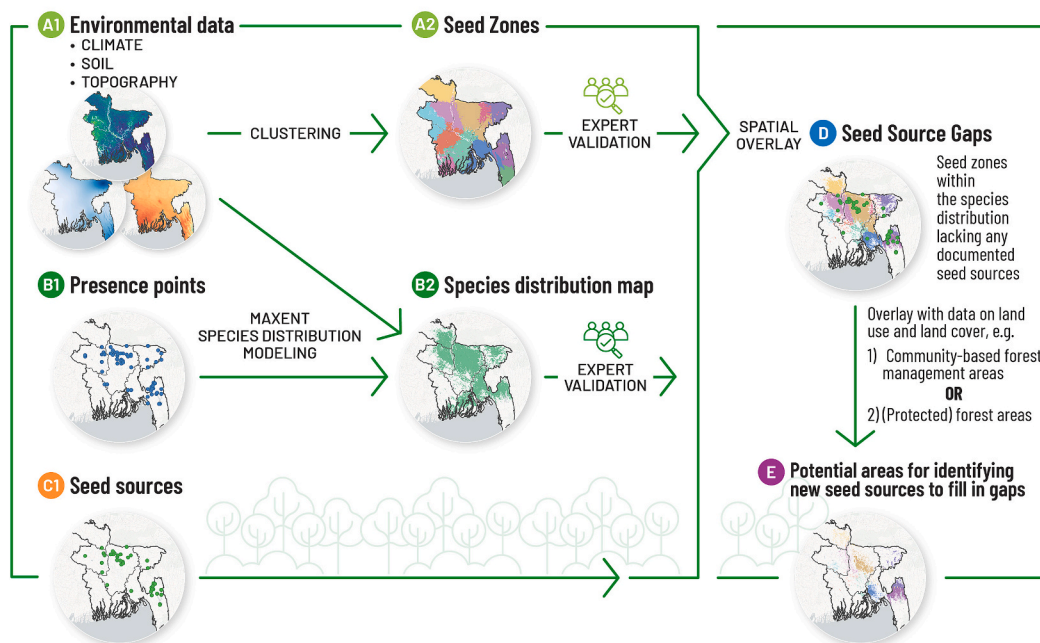 A1 Environmental data
• CLIMATE
• SOIL
• TOPOGRAPHY
CLUSTERING
A2 Seed Zones
EXPERT
VALIDATION
SPATIAL
OVERLAY
D Seed Source Gaps
Seed zones
within
the species
distribution
lacking any
documented
seed sources
B1 Presence points
MAXENT
SPECIES DISTRIBUTION
MODELING
B2 Species distribution map
EXPERT
VALIDATION
Overlay with data on land
use and land cover, e.g.
1) Community-based forest
management areas
OR
2) (Protected) forest areas
C1 Seed sources
E Potential areas for identifying
new seed sources to fill in gaps